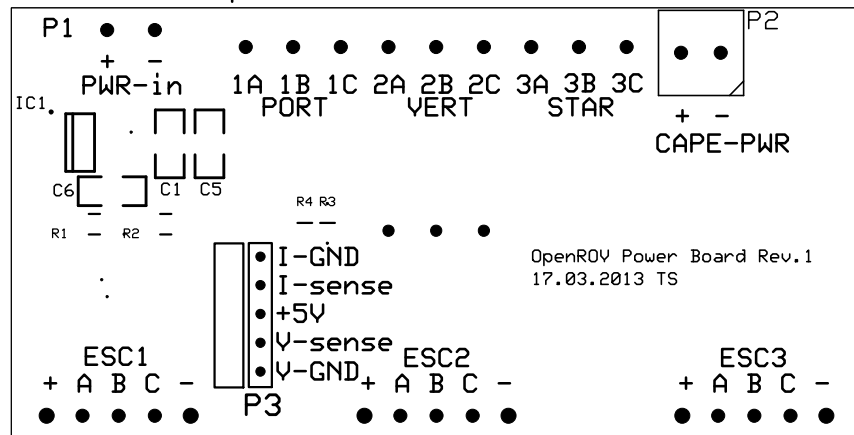 P1
+ -
PWR-in
1A 1B 1C 2A 2B 2C 3A 3B 3C
PORT VERT STAR
P2
+ -
CAPE-PWR
IC1
C6 C1 C5
R1 R2
R4 R3
I-GND
I-sense
+5V
V-sense
V-GND
P3
OpenROV Power Board Rev.1
17.03.2013 TS
ESC1
+ A B C -
ESC2
+ A B C -
ESC3
+ A B C -